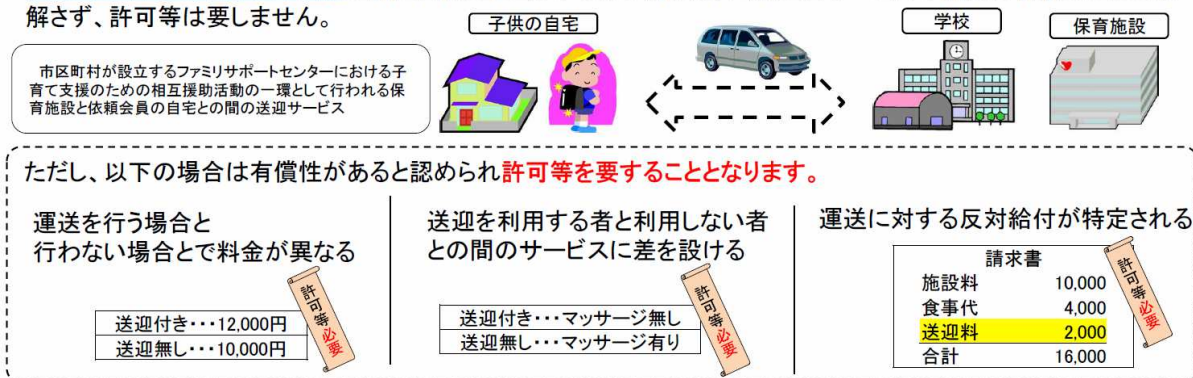 解さず、許可等は要しません。
子供の自宅
学校
保育施設
市区町村が設立するファミリサポートセンターにおける子
育て支援のための相互援助活動の一環として行われる保
育施設と依頼会員の自宅との間の送迎サービス
ただし、以下の場合は有償性があると認められ許可等を要することとなります。
運送を行う場合と
行わない場合とで料金が異なる
送迎付き・・・12,000円
送迎無し・・・10,000円
許可等必要
送迎を利用する者と利用しない者
との間のサービスに差を設ける
送迎付き・・・マッサージ無し
送迎無し・・・マッサージ有り
許可等必要
運送に対する反対給付が特定される
請求書
施設料 10,000
食事代 4,000
送迎料 2,000
合計 16,000
許可等必要